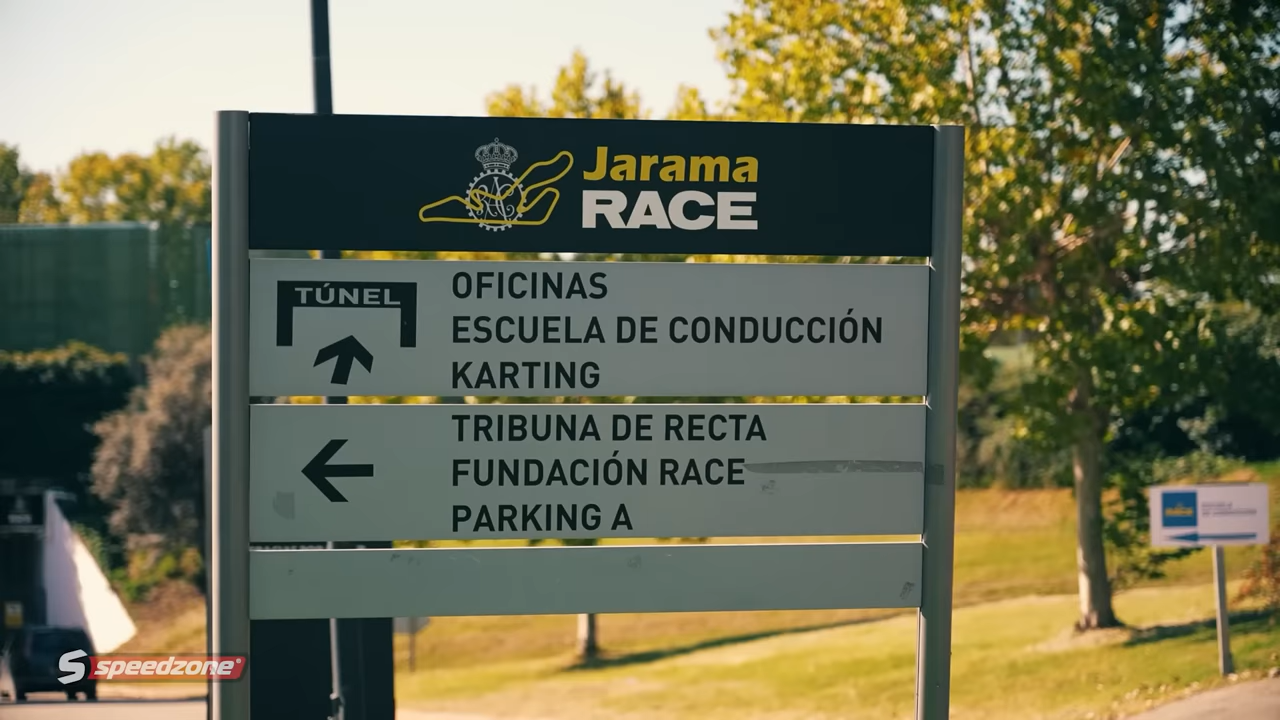 Jarama
RACE
TÚNEL
OFICINAS
ESCUELA DE CONDUCCIÓN
KARTING
TRIBUNA DE RECTA
FUNDACIÓN RACE
PARKING A
S speedzone